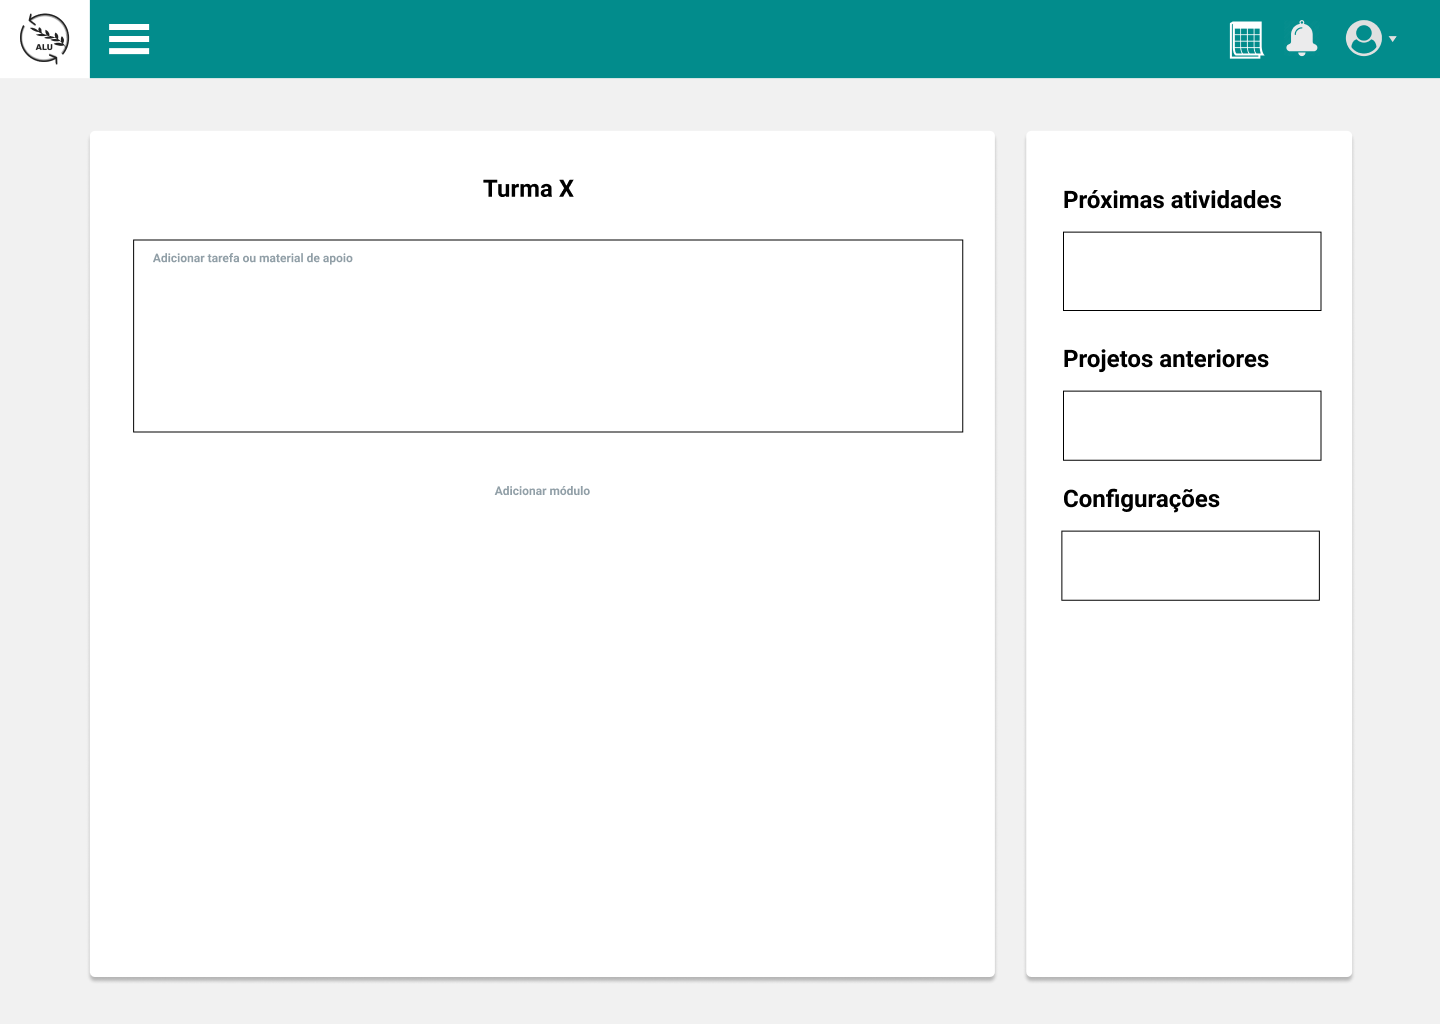 ALU
Turma X
Adicionar tarefa ou material de apoio
Adicionar módulo
Próximas atividades
Projetos anteriores
Configurações